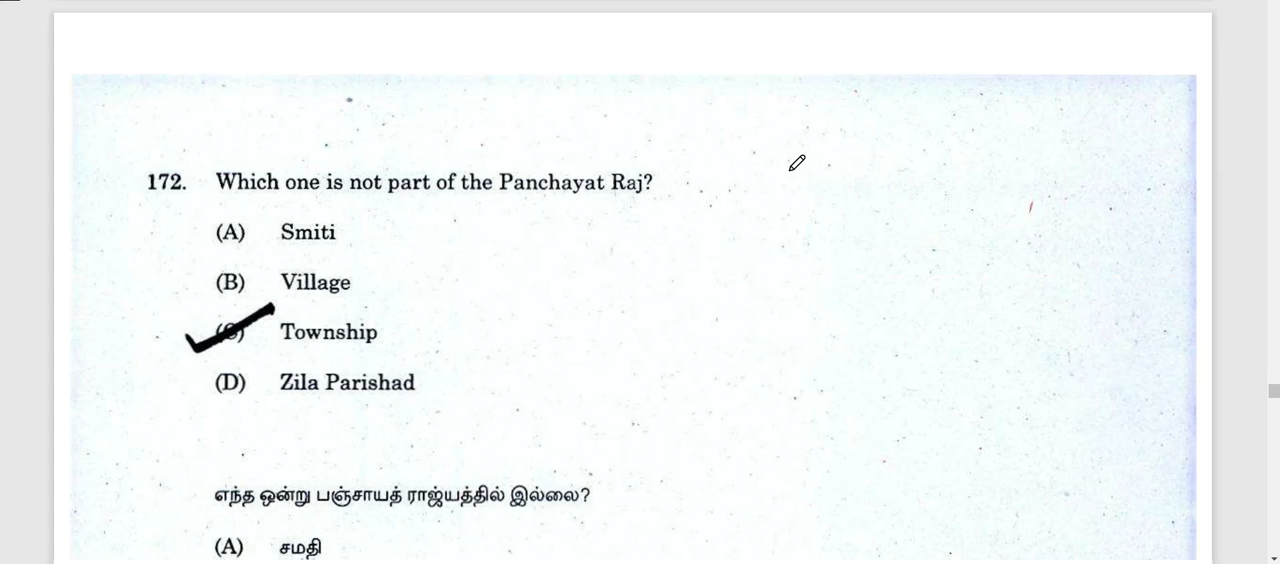 172. Which one is not part of the Panchayat Raj?
(A) Smiti
(B) Village
(C) Township
(D) Zila Parishad
எந்த ஒன்று பஞ்சாயத் ராஜ்யத்தில் இல்லை?
(A) சமதி